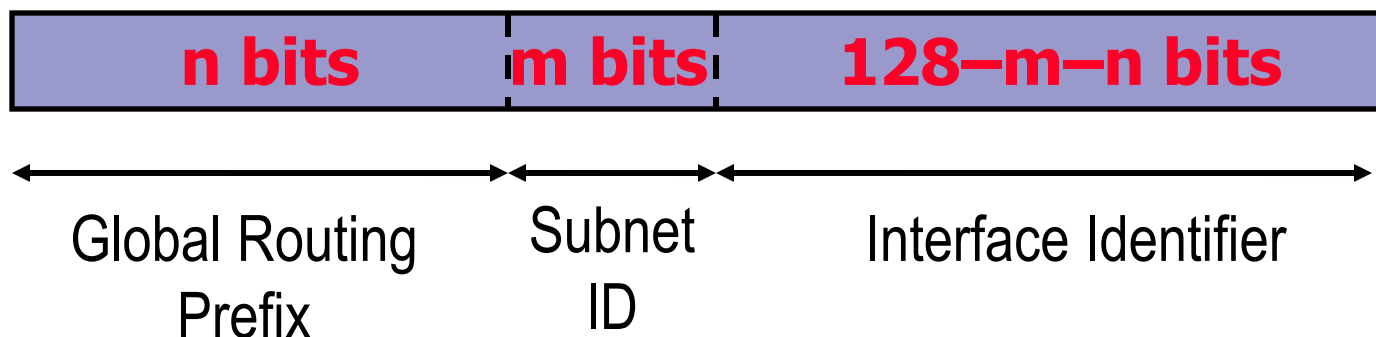 n bits m bits 128–m–n bits
Global Routing Prefix
Subnet ID
Interface Identifier